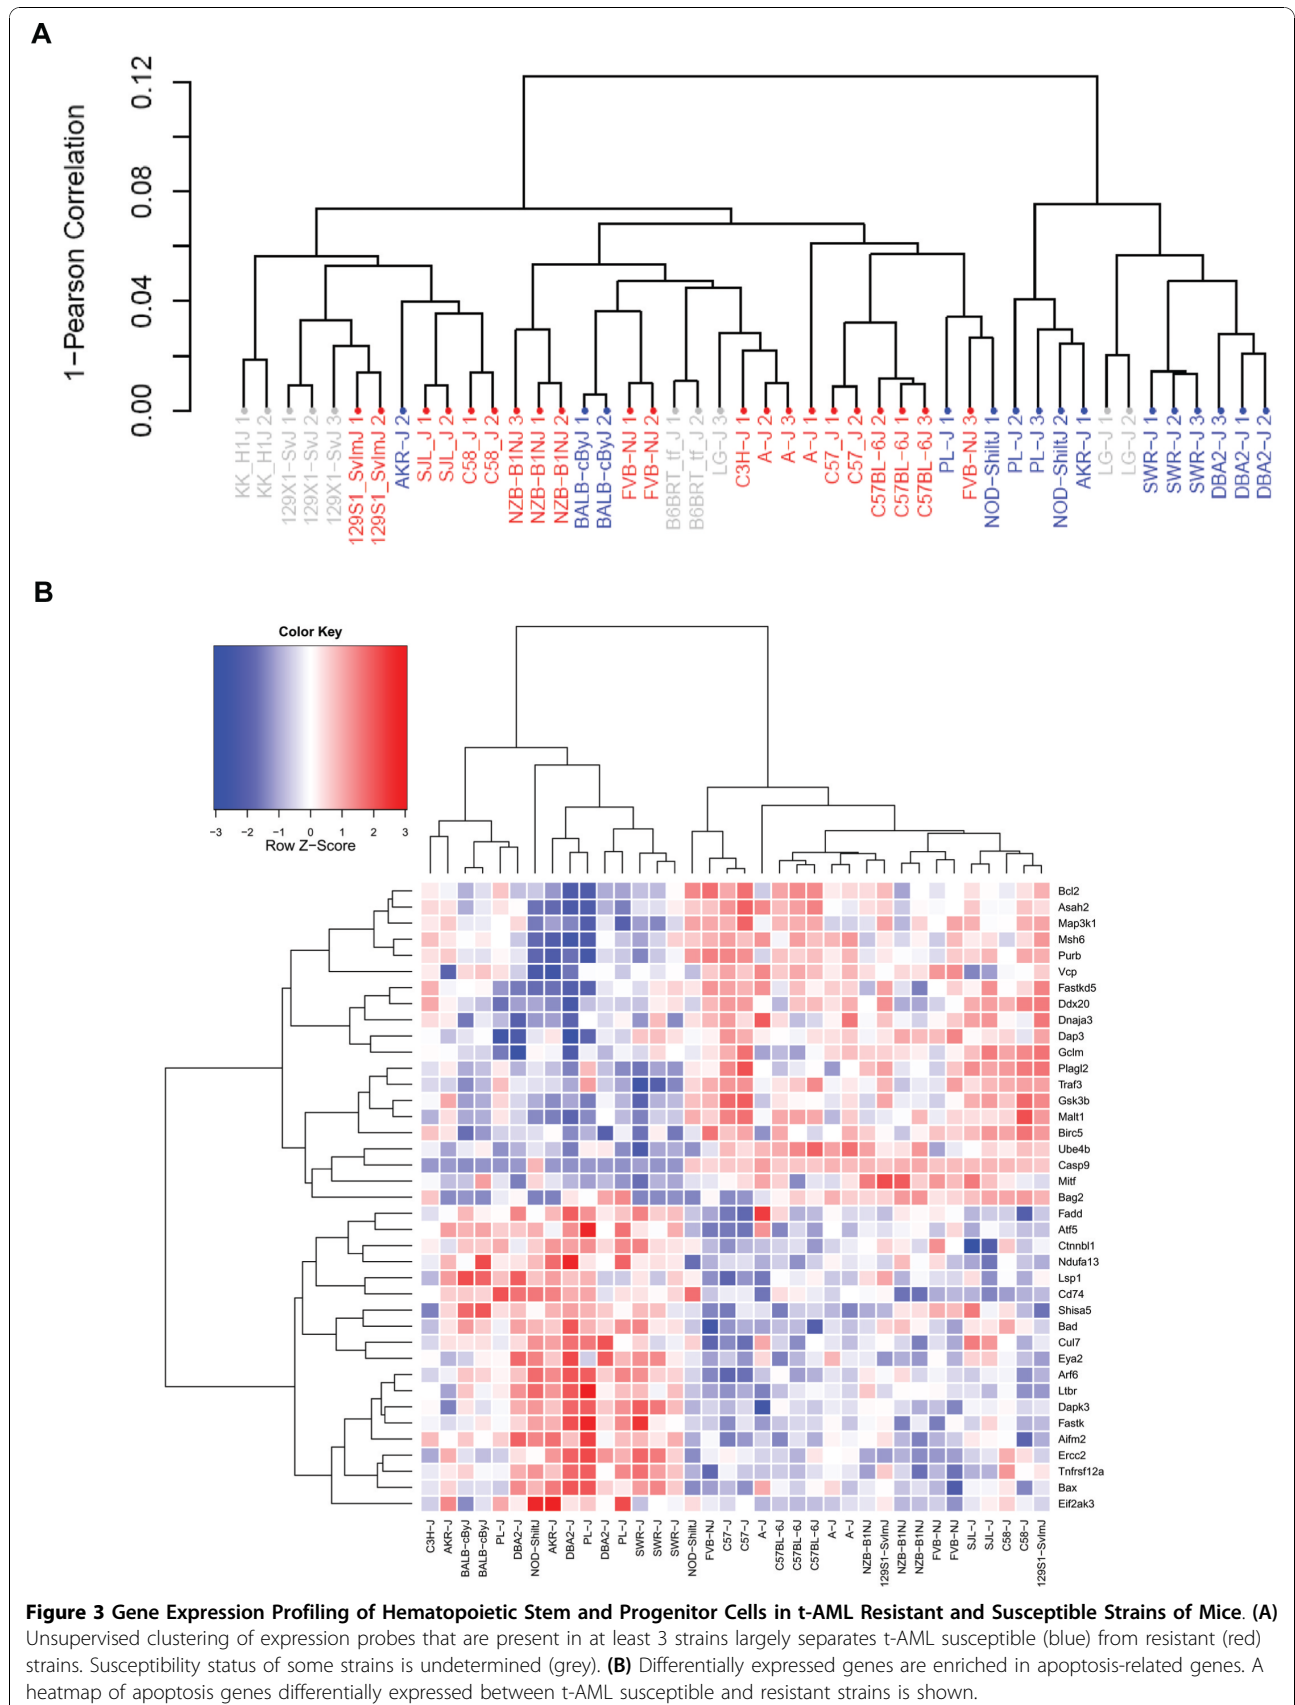 A
1−Pearson Correlation
0.12
0.08
0.04
0.00
KK_H1J 1
KK_H1J 2
129X1−SvJ 1
129X1−SvJ 2
129X1−SvJ 3
129S1_SvImJ 1
129S1_SvImJ 2
AKR−J 2
SJL_J 1
SJL_J 2
C58_J 1
C58_J 2
NZB−B1NJ 3
NZB−B1NJ 1
NZB−B1NJ 2
BALB−cByJ 1
BALB−cByJ 2
FVB−NJ 1
FVB−NJ 2
B6BRT_tf_J 1
B6BRT_tf_J 2
LG−J 3
C3H−J 1
A−J 2
A−J 3
A−J 1
C57_J 1
C57_J 2
C57BL−6J 2
C57BL−6J 1
C57BL−6J 3
PL−J 1
FVB−NJ 3
NOD−ShiltJ 1
PL−J 2
PL−J 3
NOD−ShiltJ 2
AKR−J 1
LG−J 1
LG−J 2
SWR−J 1
SWR−J 2
SWR−J 3
DBA2−J 3
DBA2−J 1
DBA2−J 2
B
Color Key
−3 −2 −1 0 1 2 3
Row Z−Score
Bcl2
Asah2
Map3k1
Msh6
Purb
Vcp
Fastkd5
Ddx20
Dnaja3
Dap3
Gclm
Plagl2
Traf3
Gsk3b
Malt1
Birc5
Ube4b
Casp9
Mitf
Bag2
Fadd
Atf5
Ctnnbl1
Ndufa13
Lsp1
Cd74
Shisa5
Bad
Cul7
Eya2
Arf6
Ltbr
Dapk3
Fastk
Aifm2
Ercc2
Tnfrsf12a
Bax
Eif2ak3
C3H−J
AKR−J
BALB−cByJ
BALB−cByJ
PL−J
DBA2−J
NOD−ShiltJ
AKR−J
DBA2−J
PL−J
DBA2−J
PL−J
SWR−J
SWR−J
SWR−J
NOD−ShiltJ
FVB−NJ
C57−J
C57−J
A−J
C57BL−6J
C57BL−6J
C57BL−6J
A−J
A−J
NZB−B1NJ
129S1−SvImJ
NZB−B1NJ
NZB−B1NJ
FVB−NJ
FVB−NJ
SJL−J
SJL−J
C58−J
C58−J
129S1−SvImJ
Figure 3 Gene Expression Profiling of Hematopoietic Stem and Progenitor Cells in t-AML Resistant and Susceptible Strains of Mice. (A)
Unsupervised clustering of expression probes that are present in at least 3 strains largely separates t-AML susceptible (blue) from resistant (red)
strains. Susceptibility status of some strains is undetermined (grey). (B) Differentially expressed genes are enriched in apoptosis-related genes. A
heatmap of apoptosis genes differentially expressed between t-AML susceptible and resistant strains is shown.